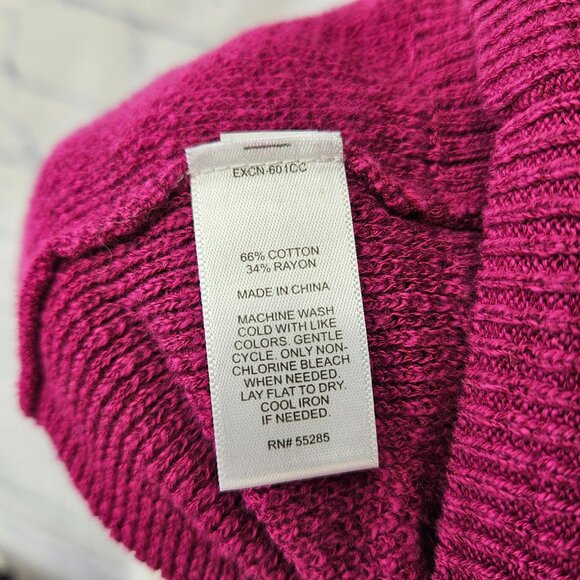 EXCN-601CC
66% COTTON
34% RAYON
MADE IN CHINA
MACHINE WASH
COLD WITH LIKE
COLORS. GENTLE
CYCLE. ONLY NON-
CHLORINE BLEACH
WHEN NEEDED.
LAY FLAT TO DRY.
COOL IRON
IF NEEDED.
RN# 55285